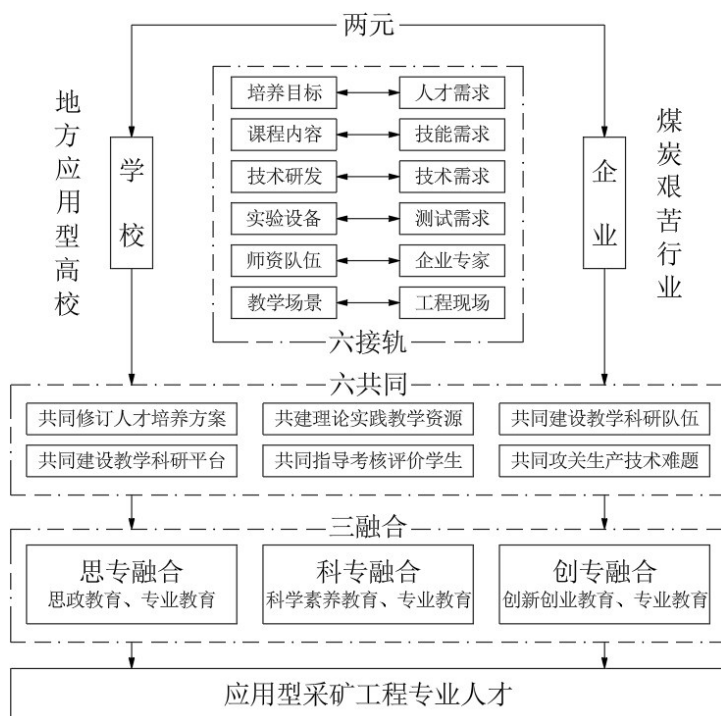 两元
地方应用型高校
学校
培养目标 人才需求
课程内容 技能需求
技术研发 技术需求
实验设备 测试需求
师资队伍 企业专家
教学场景 工程现场
六接轨
企业
煤炭艰苦行业
六共同
共同修订人才培养方案 共建理论实践教学资源 共同建设教学科研队伍
共同建设教学科研平台 共同指导考核评价学生 共同攻关生产技术难题
三融合
思专融合 科专融合 创专融合
思政教育、专业教育 科学素养教育、专业教育 创新创业教育、专业教育
应用型采矿工程专业人才